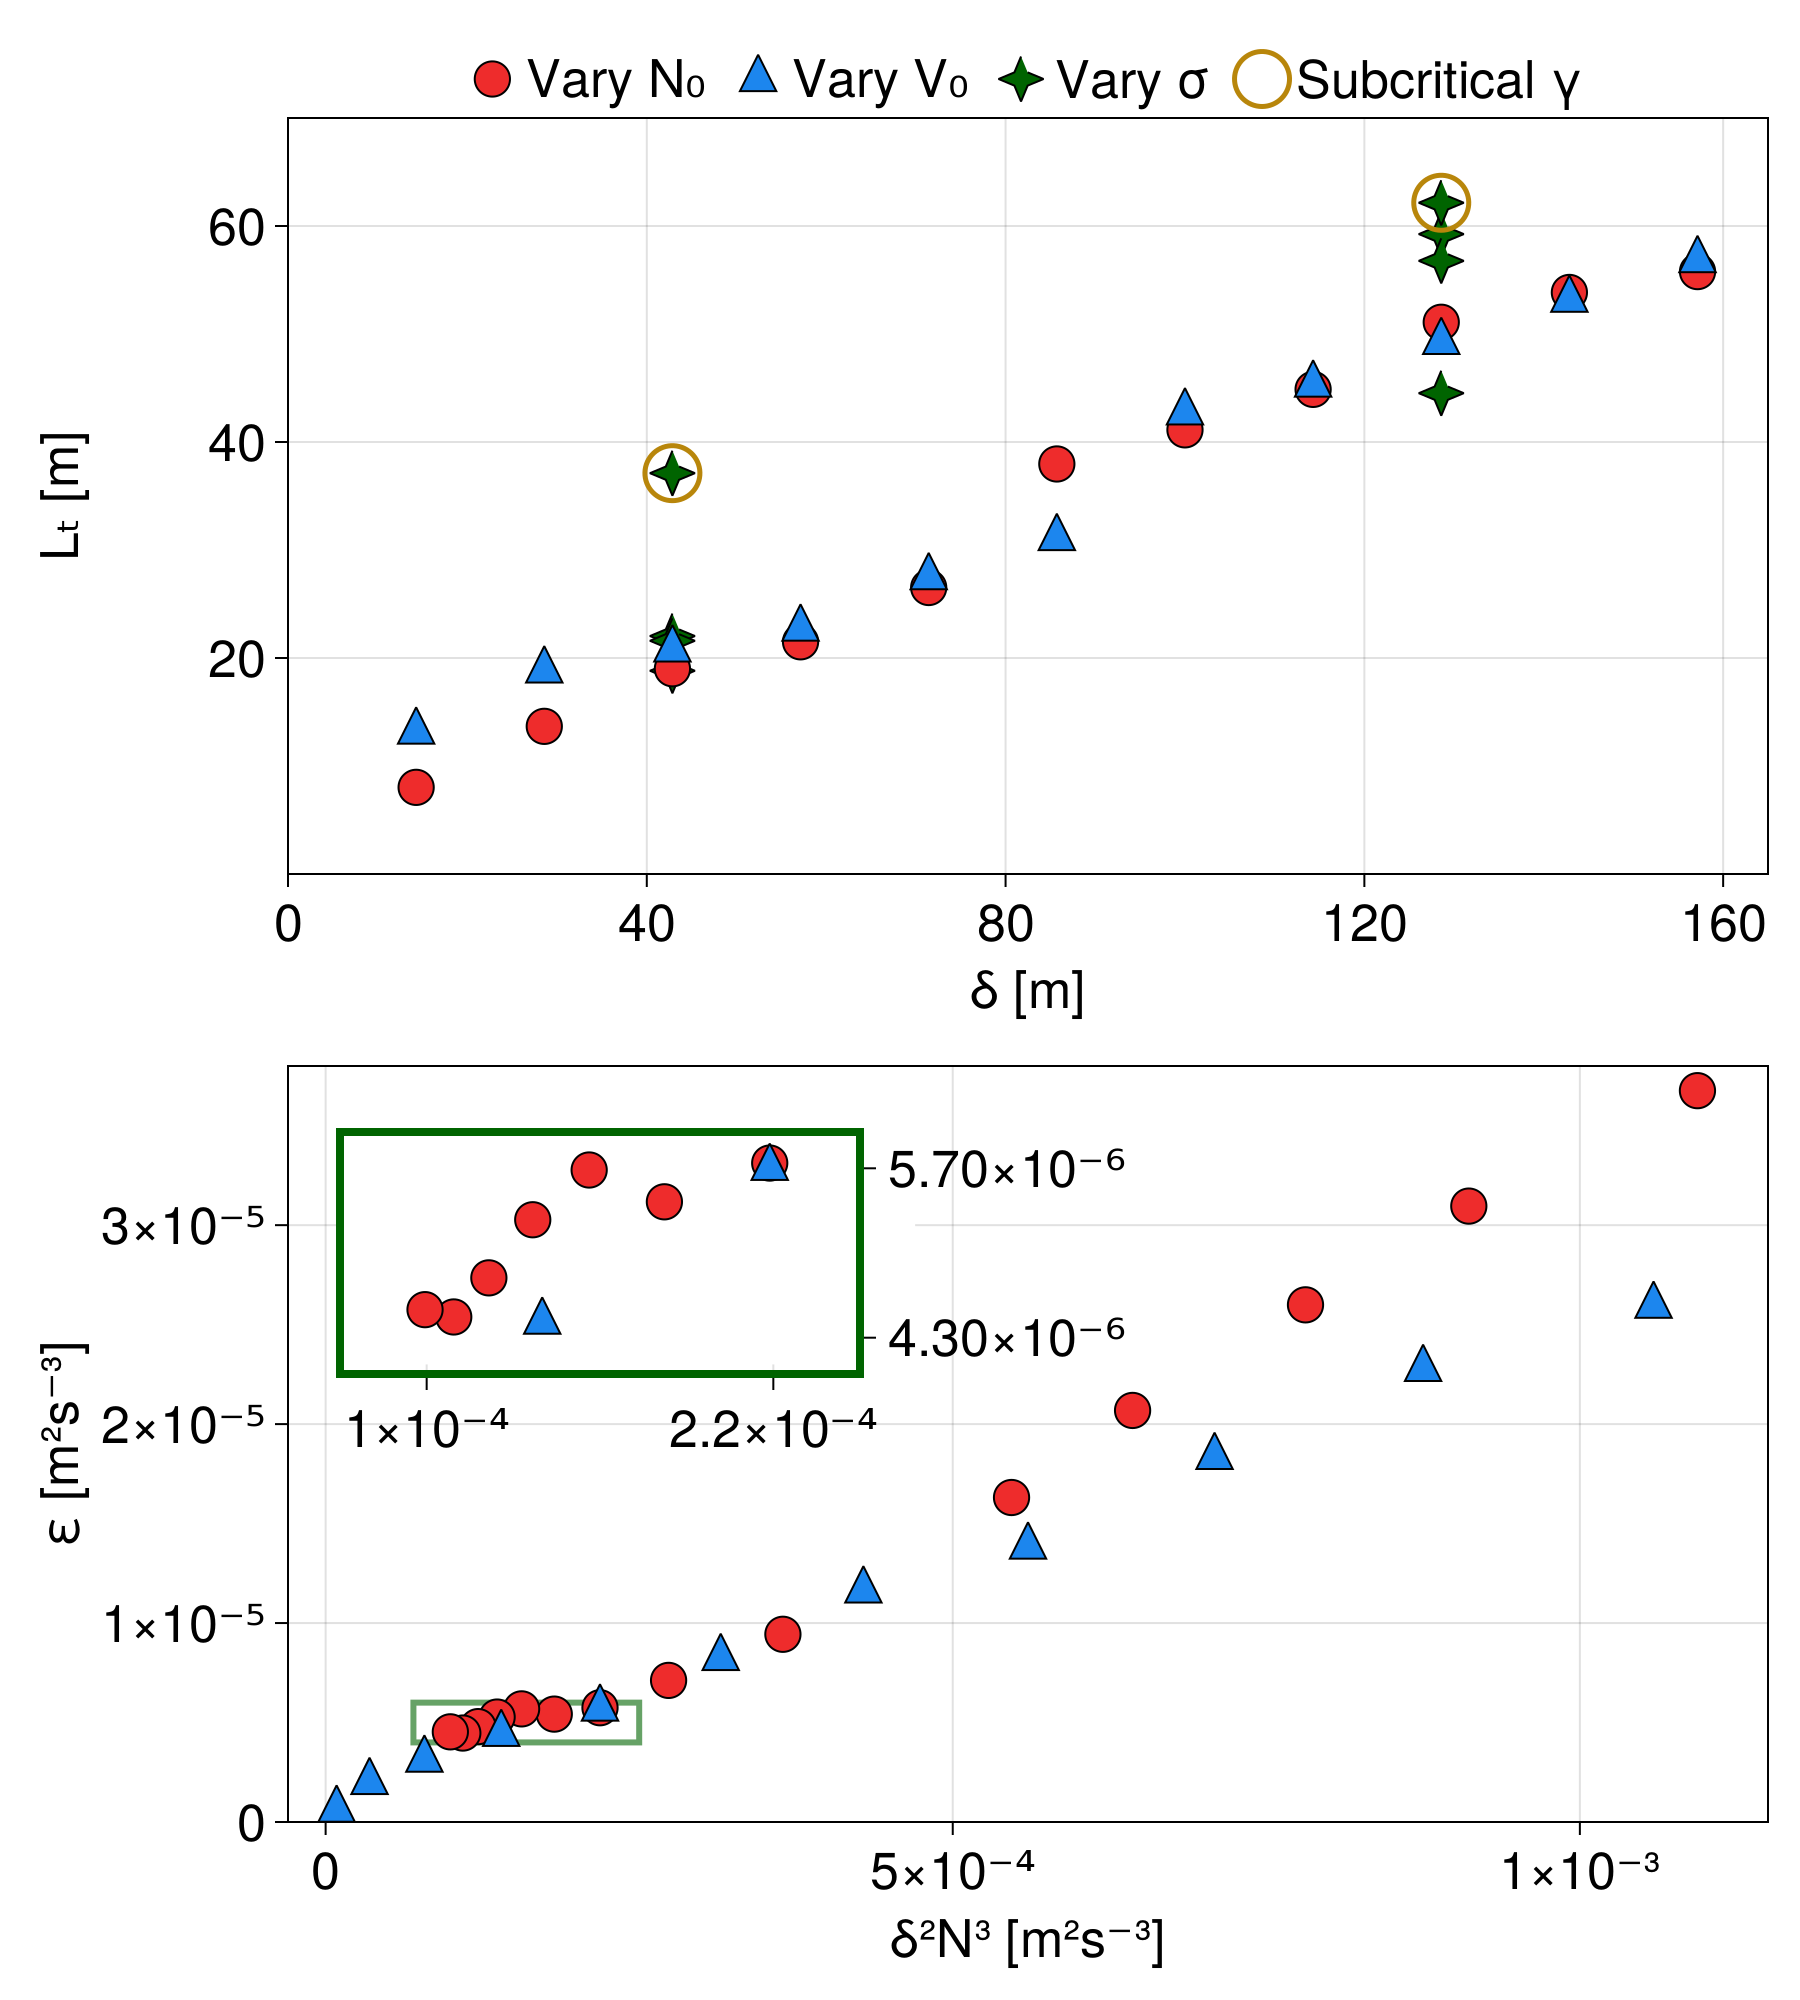 Vary N₀ Vary V₀ Vary σ Subcritical γ
60
40
20
Lₜ [m]
0 40 80 120 160
δ [m]
5.70×10⁻⁶
4.30×10⁻⁶
1×10⁻⁴ 2.2×10⁻⁴
3×10⁻⁵
2×10⁻⁵
1×10⁻⁵
0
ε [m²s⁻³]
0 5×10⁻⁴ 1×10⁻³
δ²N³ [m²s⁻³]